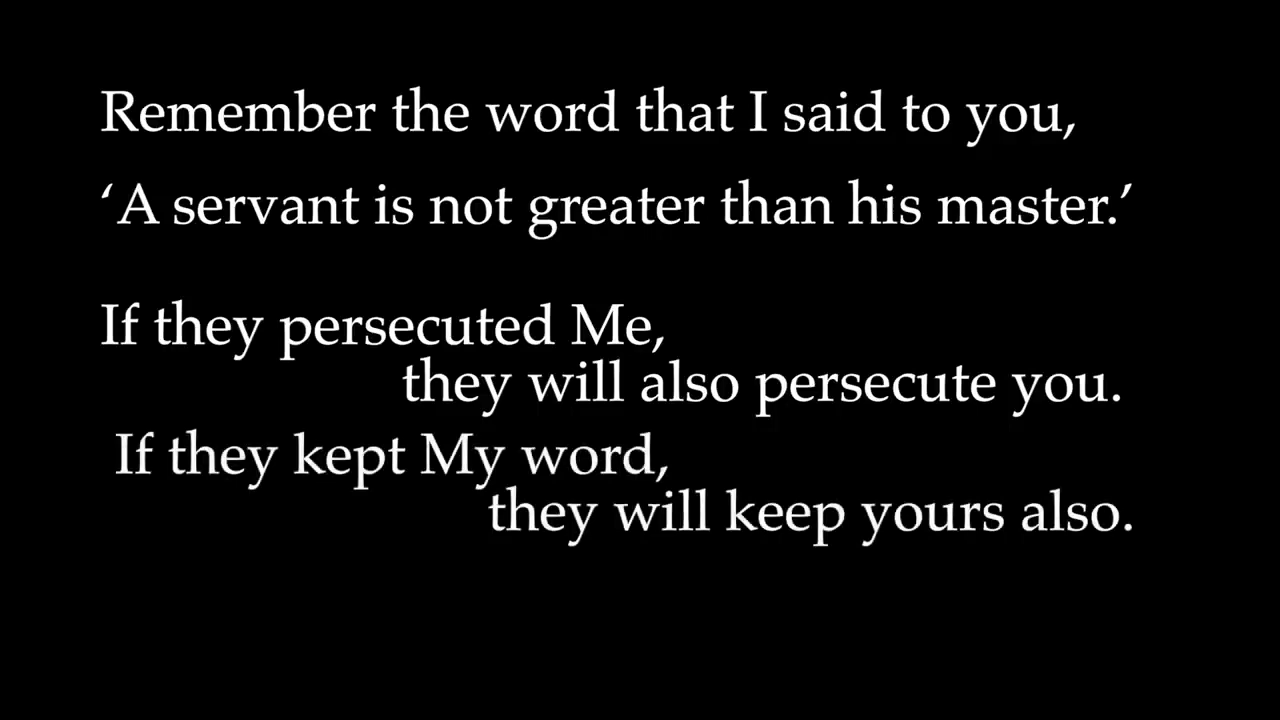 Remember the word that I said to you,
‘A servant is not greater than his master.’
If they persecuted Me,
they will also persecute you.
If they kept My word,
they will keep yours also.